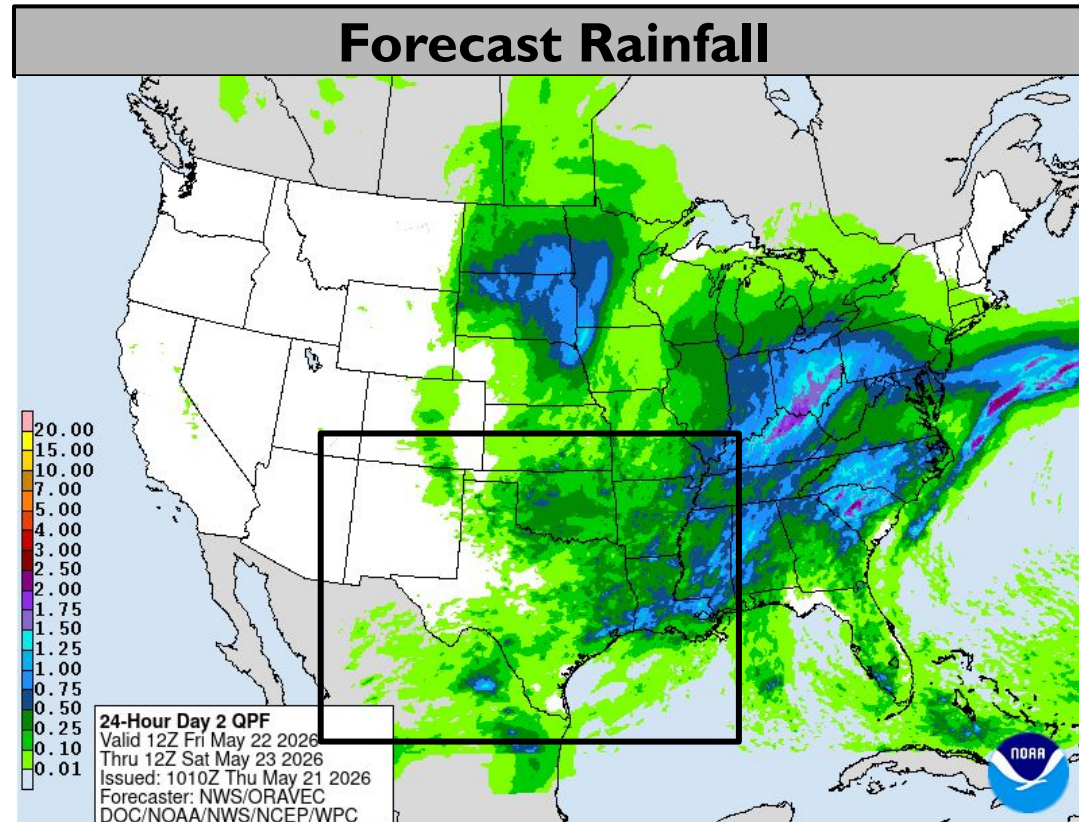 Forecast Rainfall
20.00
15.00
10.00
7.00
5.00
4.00
3.00
2.50
2.00
1.75
1.50
1.25
1.00
0.75
0.50
0.25
0.10
0.01
24-Hour Day 2 QPF
Valid 12Z Fri May 22 2026
Thru 12Z Sat May 23 2026
Issued: 1010Z Thu May 21 2026
Forecaster: NWS/ORAVEC
DOC/NOAA/NWS/NCEP/WPC
NOAA